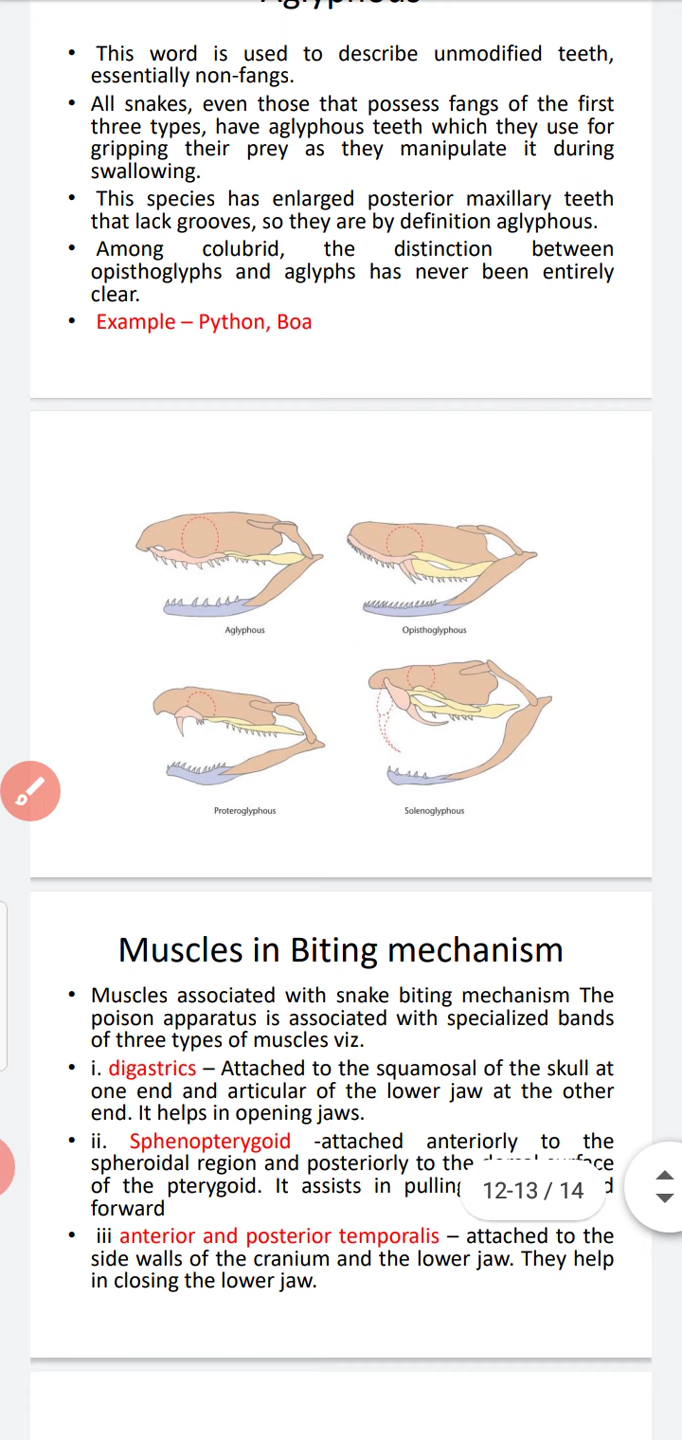 • This word is used to describe unmodified teeth,
essentially non-fangs.
• All snakes, even those that possess fangs of the first
three types, have aglyphous teeth which they use for
gripping their prey as they manipulate it during
swallowing.
• This species has enlarged posterior maxillary teeth
that lack grooves, so they are by definition aglyphous.
• Among colubrid, the distinction between
opisthoglyphs and aglyphs has never been entirely
clear.
• Example – Python, Boa
Aglyphous
Opisthoglyphous
Proteroglyphous
Solenoglyphous
Muscles in Biting mechanism
• Muscles associated with snake biting mechanism The
poison apparatus is associated with specialized bands
of three types of muscles viz.
• i. digastrics – Attached to the squamosal of the skull at
one end and articular of the lower jaw at the other
end. It helps in opening jaws.
• ii. Sphenopterygoid -attached anteriorly to the
spheroidal region and posteriorly to the
of the pterygoid. It assists in pulling
forward
12-13 / 14
• iii anterior and posterior temporalis – attached to the
side walls of the cranium and the lower jaw. They help
in closing the lower jaw.